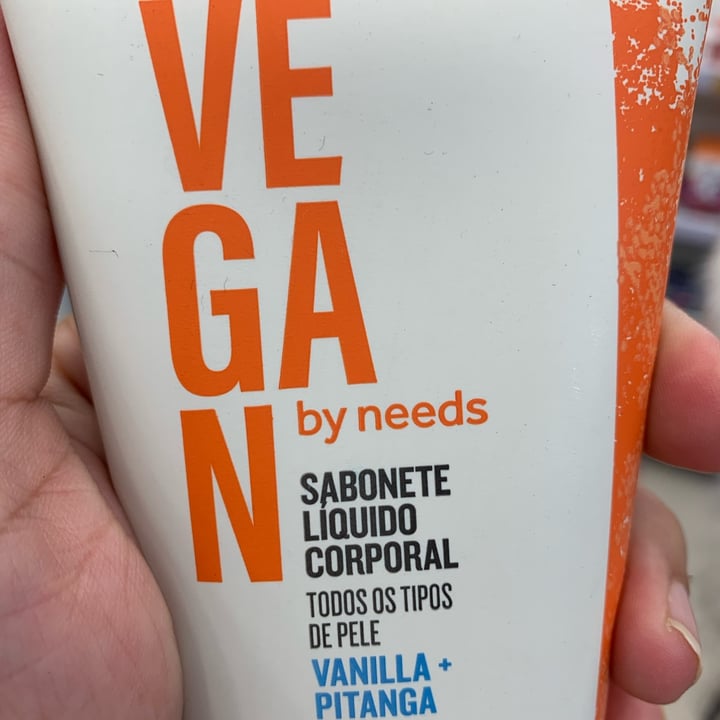 VE
GA
N
by needs
SABONETE
LÍQUIDO
CORPORAL
TODOS OS TIPOS
DE PELE
VANILLA +
PITANGA